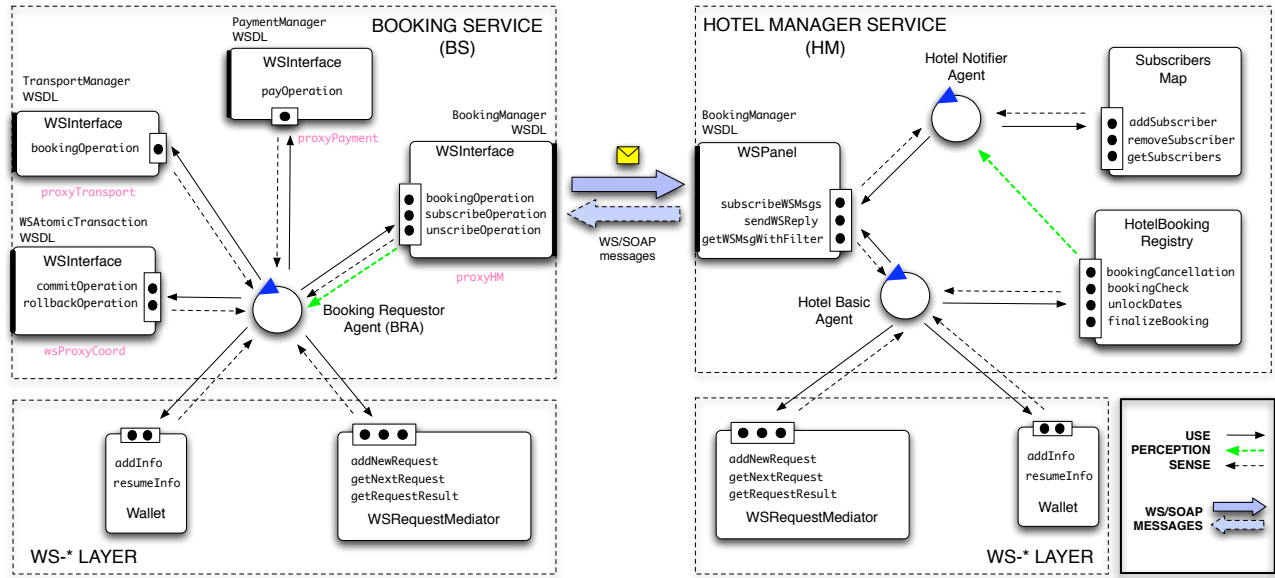 BOOKING SERVICE
(BS)
PaymentManager
WSDL
WSInterface
payOperation
proxyPayment
TransportManager
WSDL
WSInterface
bookingOperation
proxyTransport
BookingManager
WSDL
WSInterface
bookingOperation
subscribeOperation
unscribeOperation
proxyHM
WSAtomicTransaction
WSDL
WSInterface
commitOperation
rollbackOperation
wsProxyCoord
Booking Requestor
Agent (BRA)
addInfo
resumeInfo
Wallet
addNewRequest
getNextRequest
getRequestResult
WSRequestMediator
WS-* LAYER
WS/SOAP
messages
HOTEL MANAGER SERVICE
(HM)
Hotel Notifier
Agent
Subscribers
Map
addSubscriber
removeSubscriber
getSubscribers
BookingManager
WSDL
WSPanel
subscribeWSMsgs
sendWSReply
getWSMsgWithFilter
HotelBooking
Registry
bookingCancellation
bookingCheck
unlockDates
finalizeBooking
Hotel Basic
Agent
addNewRequest
getNextRequest
getRequestResult
WSRequestMediator
addInfo
resumeInfo
Wallet
WS-* LAYER
USE
PERCEPTION
SENSE
WS/SOAP
MESSAGES